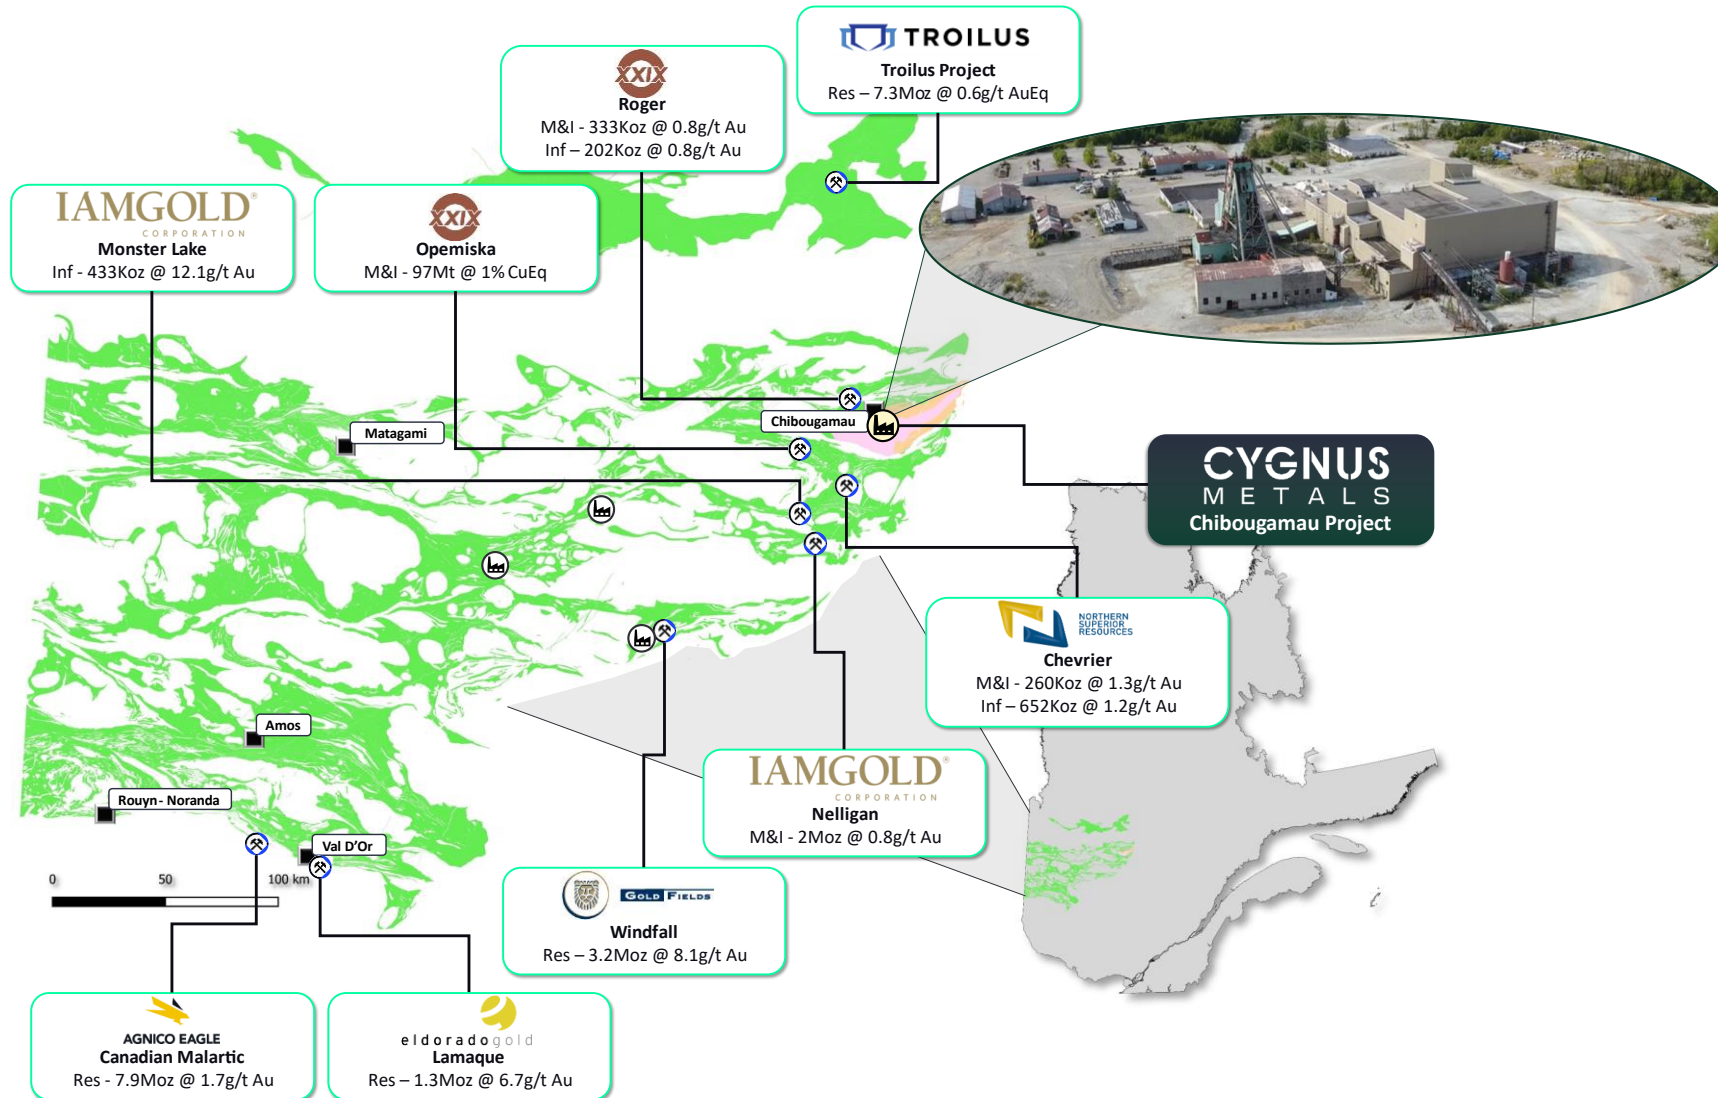 TROILUS
Troilus Project
Res – 7.3Moz @ 0.6g/t AuEq
XXIX
Roger
M&I - 333Koz @ 0.8g/t Au
Inf – 202Koz @ 0.8g/t Au
IAMGOLD®
CORPORATION
Monster Lake
Inf - 433Koz @ 12.1g/t Au
XXIX
Opemiska
M&I - 97Mt @ 1% CuEq
Chibougamau
Matagami
CYGNUS
METALS
Chibougamau Project
NORTHERN
SUPERIOR
RESOURCES
Chevrier
M&I - 260Koz @ 1.3g/t Au
Inf – 652Koz @ 1.2g/t Au
Amos
IAMGOLD®
CORPORATION
Nelligan
M&I - 2Moz @ 0.8g/t Au
Rouyn- Noranda
Val D'Or
0 50 100 km
GOLD FIELDS
Windfall
Res – 3.2Moz @ 8.1g/t Au
AGNICO EAGLE
Canadian Malartic
Res - 7.9Moz @ 1.7g/t Au
eldoradogold
Lamaque
Res – 1.3Moz @ 6.7g/t Au